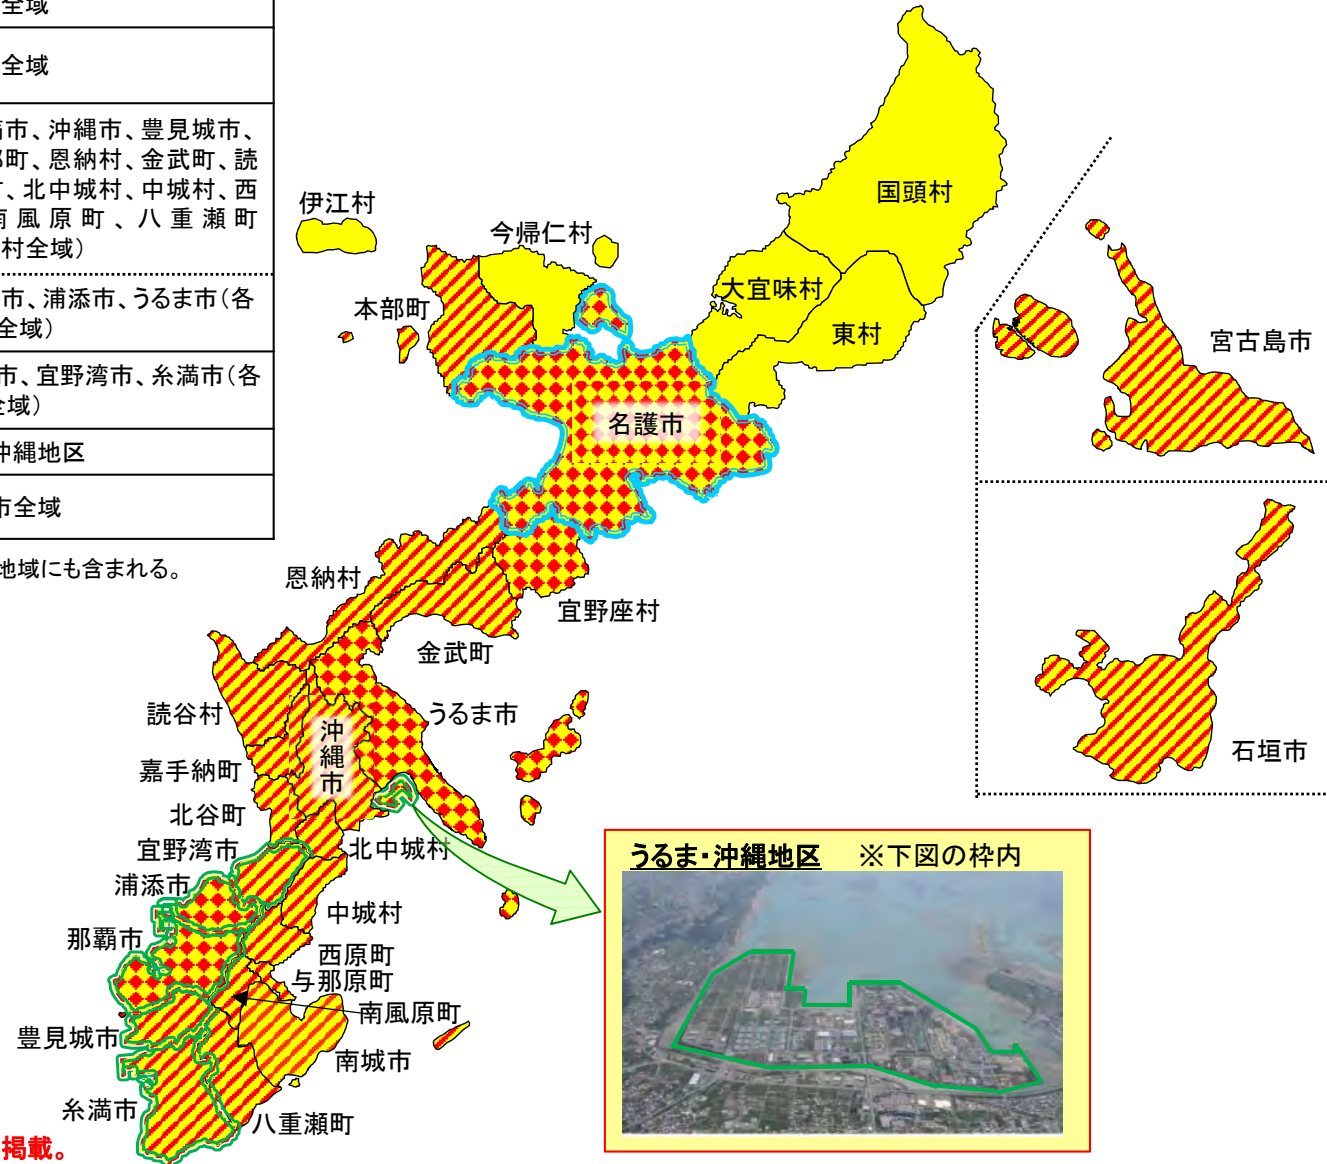 全域
全域
市、沖縄市、豊見城市、
町、恩納村、金武町、読
、北中城村、中城村、西
南風原町、八重瀬町
村全域）
市、浦添市、うるま市（各
全域）
市、宜野湾市、糸満市（各
全域）
沖縄地区
市全域
地域にも含まれる。
伊江村
今帰仁村
国頭村
本部町
大宜味村
東村
名護市
宮古島市
恩納村
宜野座村
金武町
読谷村
うるま市
沖縄市
石垣市
嘉手納町
北谷町
宜野湾市
北中城村
浦添市
中城村
那覇市
西原町
与那原町
南風原町
豊見城市
南城市
糸満市
八重瀬町
うるま・沖縄地区　※下図の枠内
掲載。